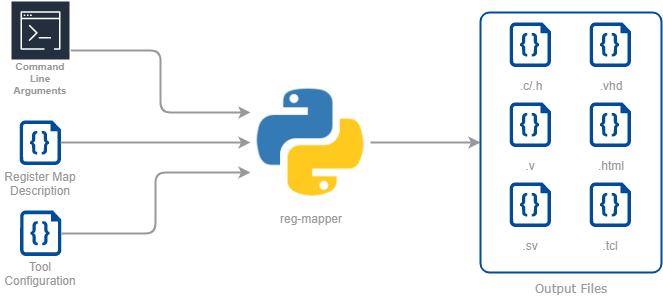 Command
Line
Arguments
Register Map
Description
Tool
Configuration
reg-mapper
.c/.h
.vhd
.v
.html
.sv
.tcl
Output Files